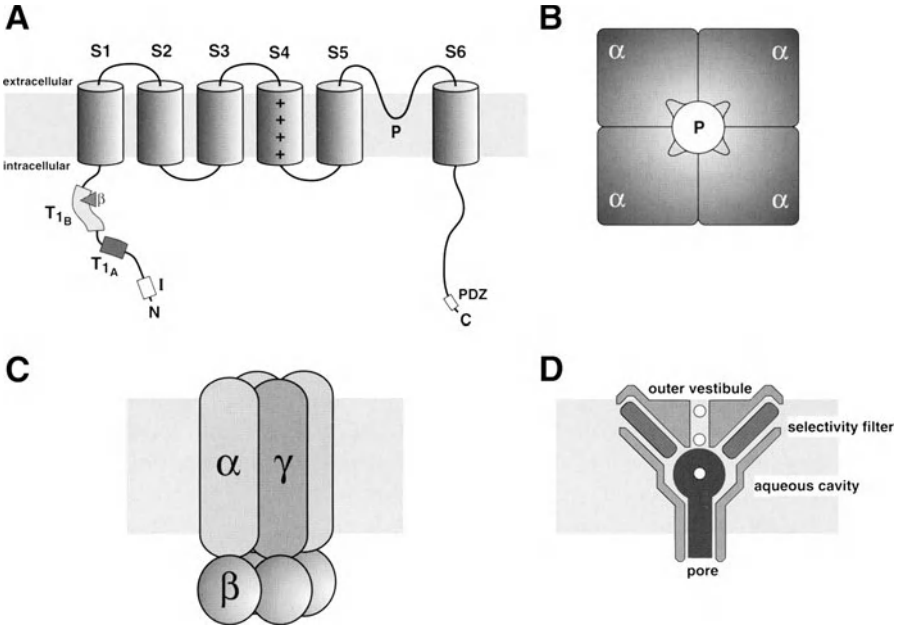 A
S1 S2 S3 S4 S5 S6
extracellular
+
+
+
+
P
intracellular
β
T1B
T1A
I
N
PDZ
C
B
α α
P
α α
C
α γ
β
D
outer vestibule
selectivity filter
aqueous cavity
pore